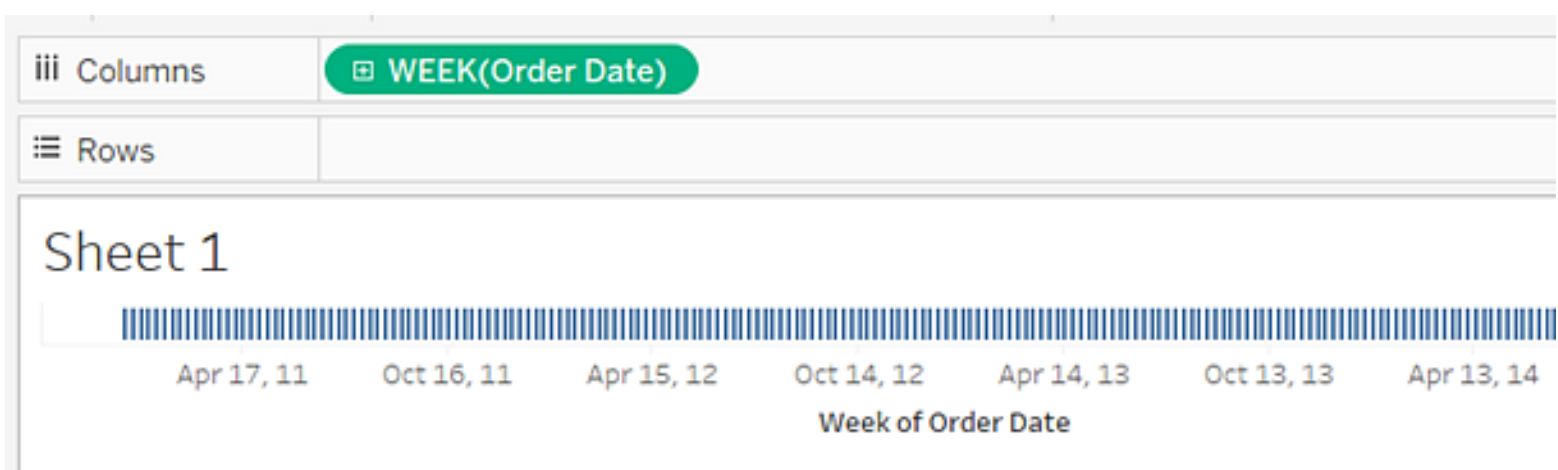 Columns
WEEK(Order Date)
Rows
Sheet 1
Apr 17, 11 Oct 16, 11 Apr 15, 12 Oct 14, 12 Apr 14, 13 Oct 13, 13 Apr 13, 14
Week of Order Date